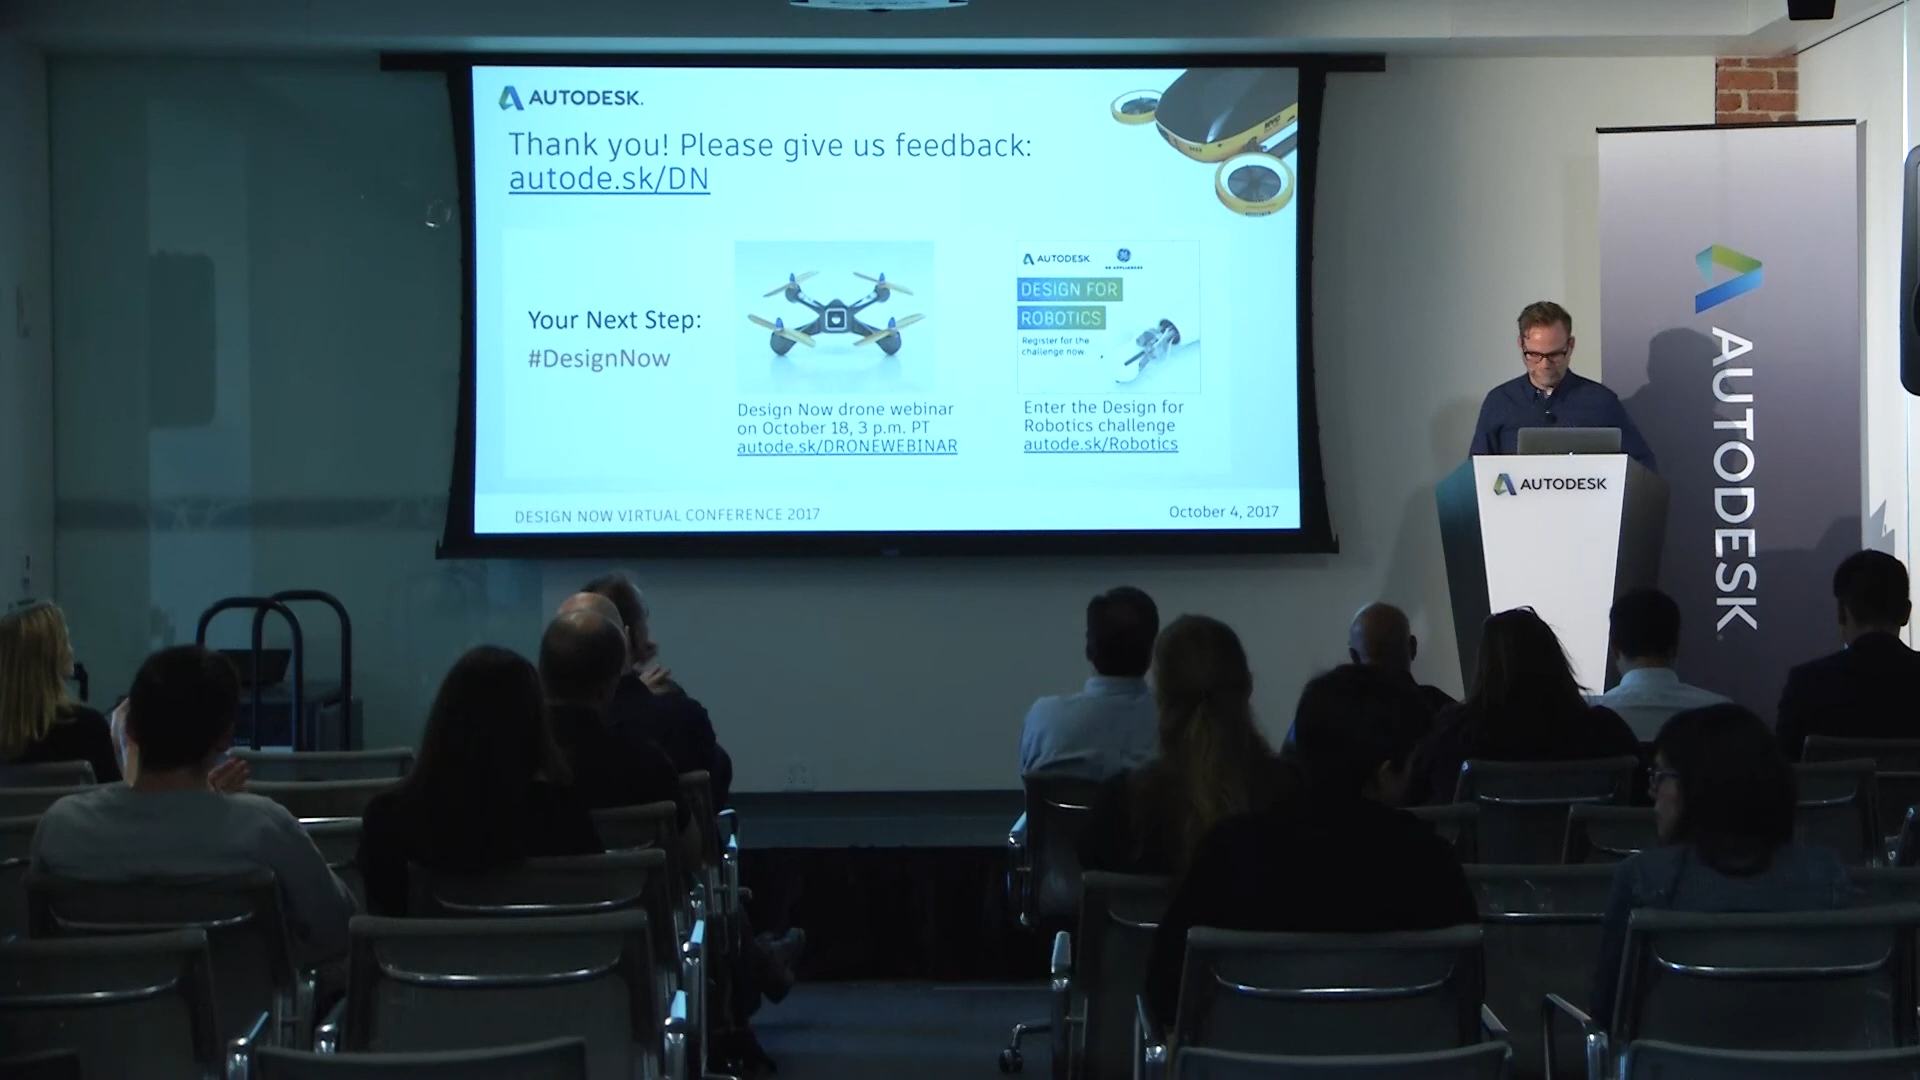 AUTODESK.
Thank you! Please give us feedback:
autode.sk/DN
Your Next Step:
#DesignNow
AUTODESK
GE APPLIANCES
DESIGN FOR
ROBOTICS
Register for the
challenge now
Design Now drone webinar
on October 18, 3 p.m. PT
autode.sk/DRONEWEBINAR
Enter the Design for
Robotics challenge
autode.sk/Robotics
DESIGN NOW VIRTUAL CONFERENCE 2017
October 4, 2017
AUTODESK
AUTODESK